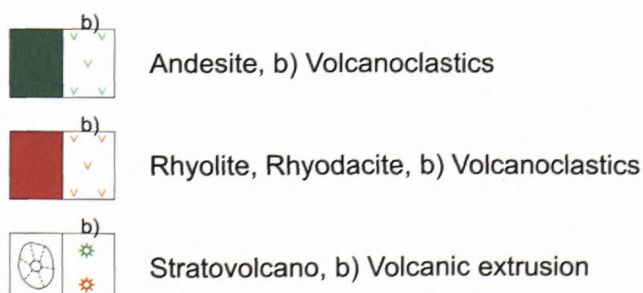 b)
Andesite, b) Volcanoclastics
b)
Rhyolite, Rhyodacite, b) Volcanoclastics
b)
Stratovolcano, b) Volcanic extrusion